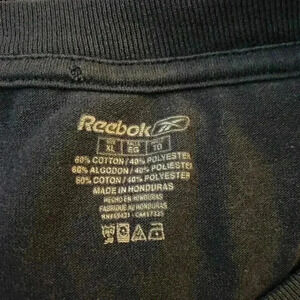 Reebok
XL EG 10
60% COTTON / 40% POLYESTER
60% ALGODON / 40% POLIESTER
60% COTON / 40% POLYESTER
MADE IN HONDURAS
HECHO EN HONDURAS
FABRIQUE AU HONDURAS